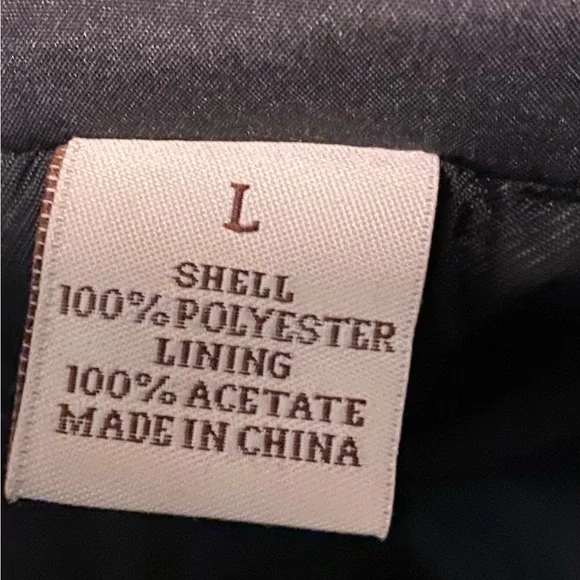 L
SHELL
100% POLYESTER
LINING
100% ACETATE
MADE IN CHINA